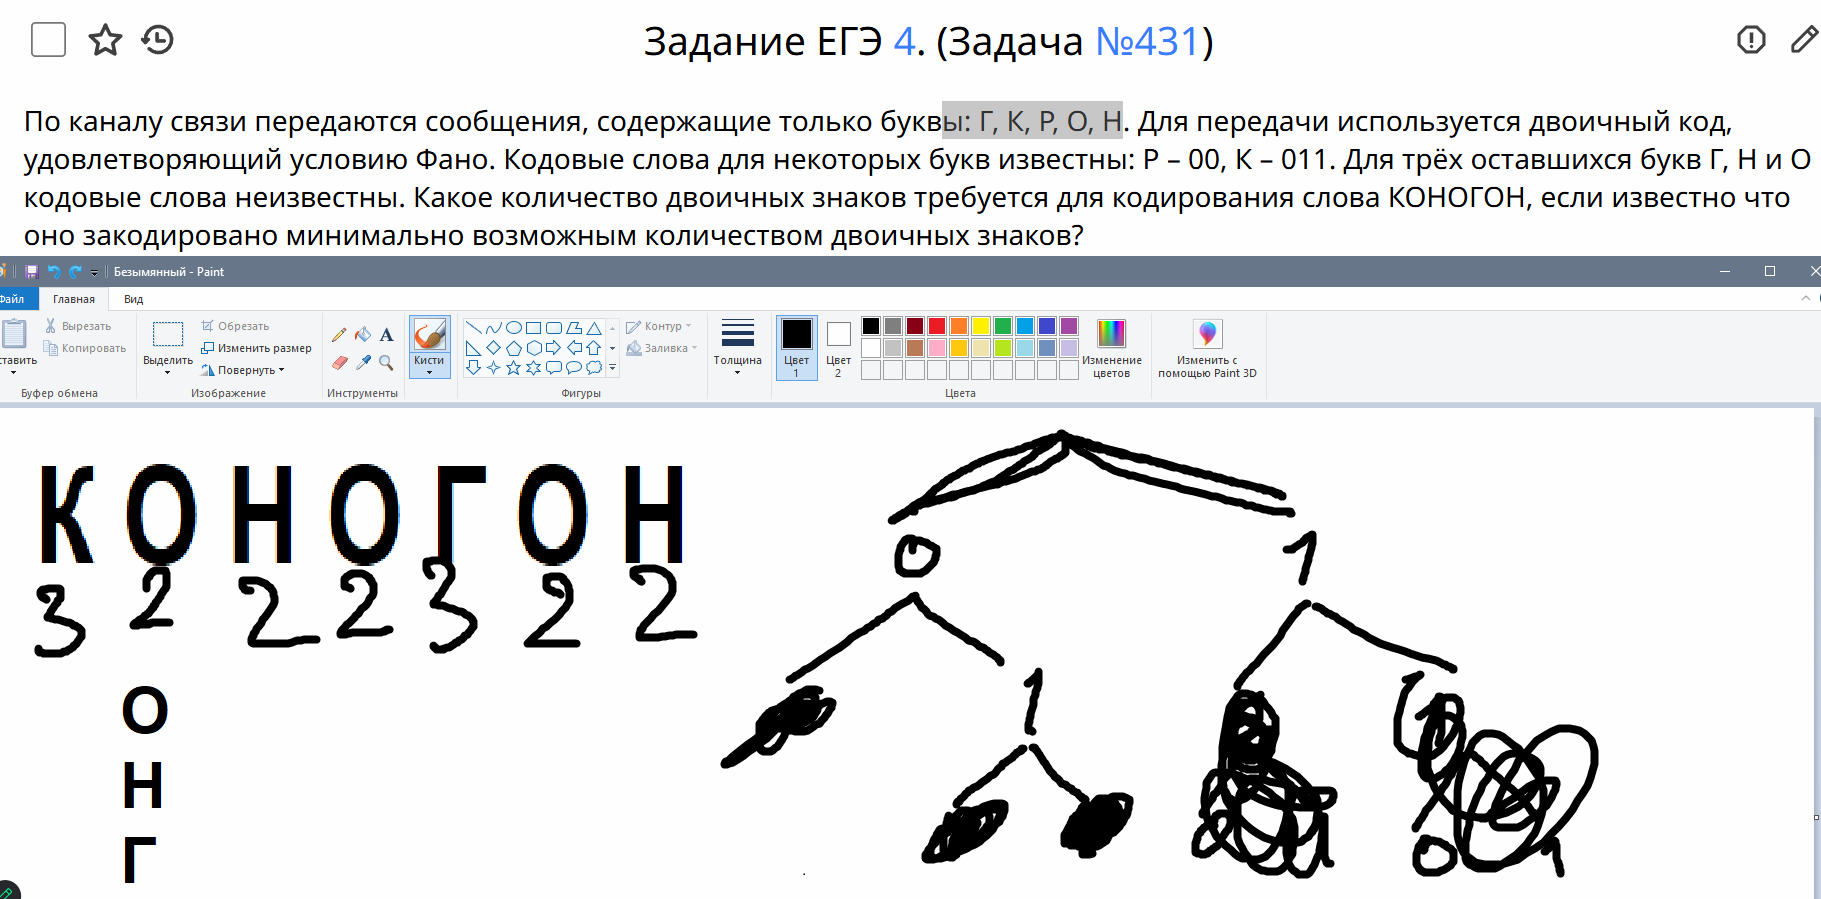 Задание ЕГЭ 4. (Задача №431)
По каналу связи передаются сообщения, содержащие только буквы: Г, К, Р, О, Н. Для передачи используется двоичный код,
удовлетворяющий условию Фано. Кодовые слова для некоторых букв известны: Р – 00, К – 011. Для трёх оставшихся букв Г, Н и О
кодовые слова неизвестны. Какое количество двоичных знаков требуется для кодирования слова КОНОГОН, если известно что
оно закодировано минимально возможным количеством двоичных знаков?
Безымянный - Paint
Файл Главная Вид
Вырезать
Копировать
Буфер обмена
Выделить
Обрезать
Изменить размер
Повернуть
Изображение
Инструменты
Кисти
Контур
Заливка
Фигуры
Толщина
Цвет 1
Цвет 2
Цвета
Изменение цветов
Изменить с помощью Paint 3D
К О Н О Г О Н
3 2 2 2 3 2 2
О
Н
Г
0 1
1
0 1